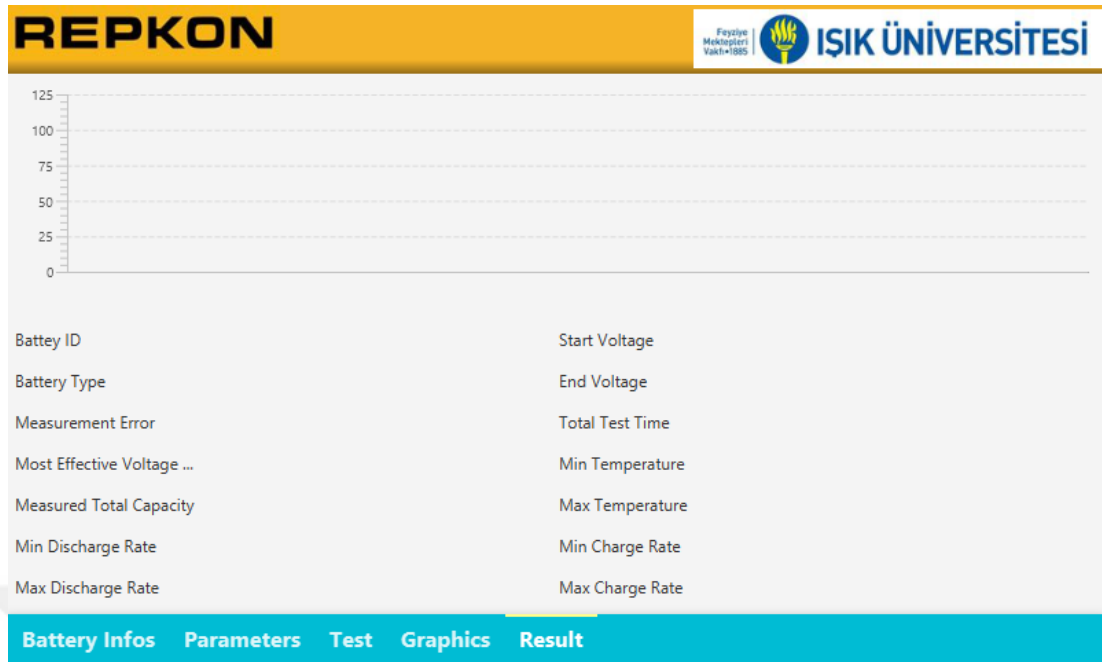 REPKON
Feyziye
Mektepleri
Vakfı•1885
IŞIK ÜNİVERSİTESİ
125
100
75
50
25
0
Battey ID
Start Voltage
Battery Type
End Voltage
Measurement Error
Total Test Time
Most Effective Voltage ...
Min Temperature
Measured Total Capacity
Max Temperature
Min Discharge Rate
Min Charge Rate
Max Discharge Rate
Max Charge Rate
Battery Infos Parameters Test Graphics Result